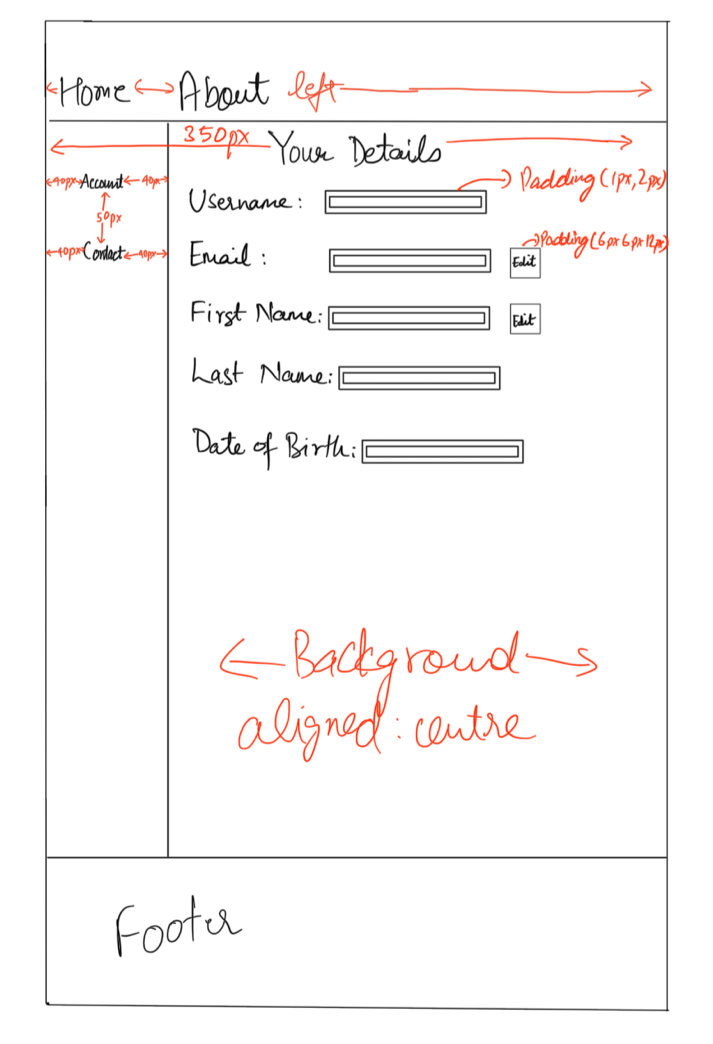 Home About left
350px Your Details
40px Account 40px
50px
40px Contact 40px
Username: Padding (1px, 2px)
Email: Edit Padding (6px 6px 12px)
First Name: Edit
Last Name:
Date of Birth:
Backgroud
aligned: centre
Footer